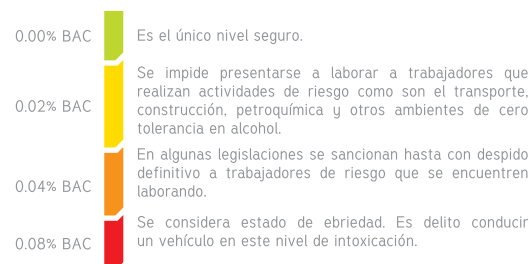 0.00% BAC
Es el único nivel seguro.
0.02% BAC
Se impide presentarse a laborar a trabajadores que
realizan actividades de riesgo como son el transporte,
construcción, petroquímica y otros ambientes de cero
tolerancia en alcohol.
0.04% BAC
En algunas legislaciones se sancionan hasta con despido
definitivo a trabajadores de riesgo que se encuentren
laborando.
0.08% BAC
Se considera estado de ebriedad. Es delito conducir
un vehículo en este nivel de intoxicación.